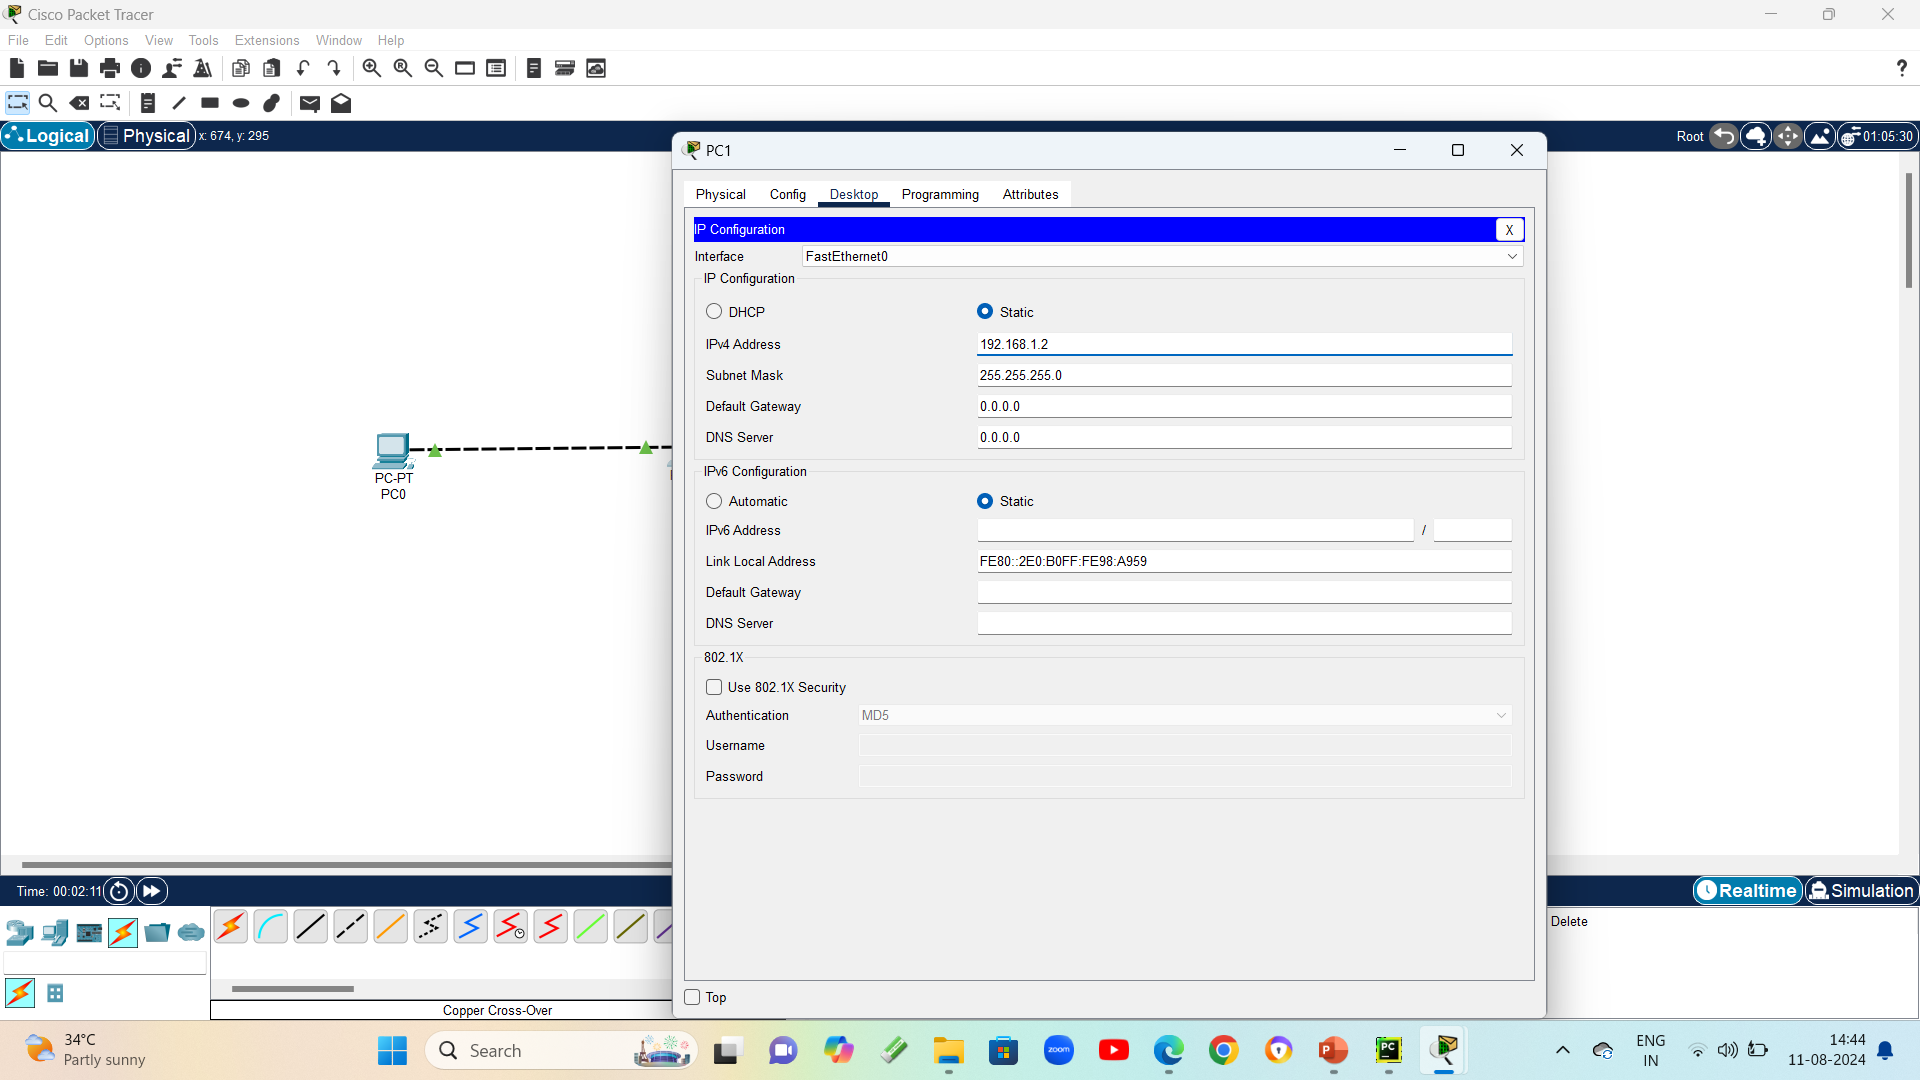 Cisco Packet Tracer
File Edit Options View Tools Extensions Window Help
?
Logical Physical x: 674, y: 295
Root 01:05:30
PC1
Physical Config Desktop Programming Attributes
IP Configuration X
Interface FastEthernet0
IP Configuration
DHCP Static
IPv4 Address 192.168.1.2
Subnet Mask 255.255.255.0
Default Gateway 0.0.0.0
DNS Server 0.0.0.0
IPv6 Configuration
Automatic Static
IPv6 Address /
Link Local Address FE80::2E0:B0FF:FE98:A959
Default Gateway
DNS Server
802.1X
Use 802.1X Security
Authentication MD5
Username
Password
Top
PC-PT
PC0
Time: 00:02:11
Realtime Simulation
Delete
Copper Cross-Over
34°C
Partly sunny
Search
zoom
P
PC
ENG
IN
14:44
11-08-2024